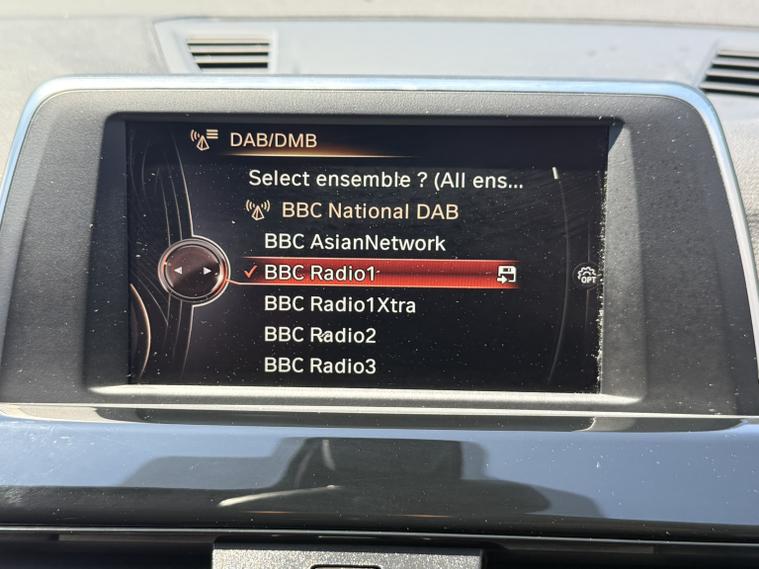 DAB/DMB
Select ensemble ? (All ens...
BBC National DAB
BBC AsianNetwork
BBC Radio1
OPT
BBC Radio1Xtra
BBC Radio2
BBC Radio3